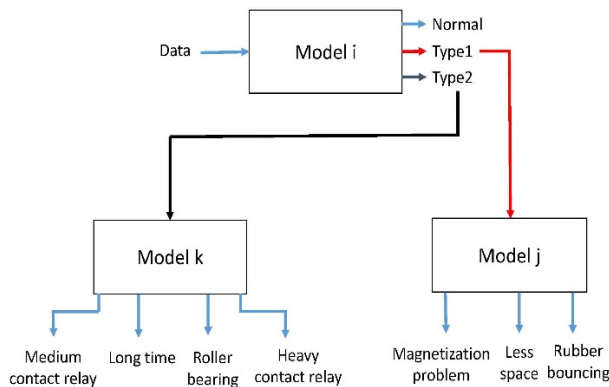 Data
Model i
Normal
Type1
Type2
Model k
Model j
Medium
contact relay
Long time
Roller
bearing
Heavy
contact relay
Magnetization
problem
Less
space
Rubber
bouncing